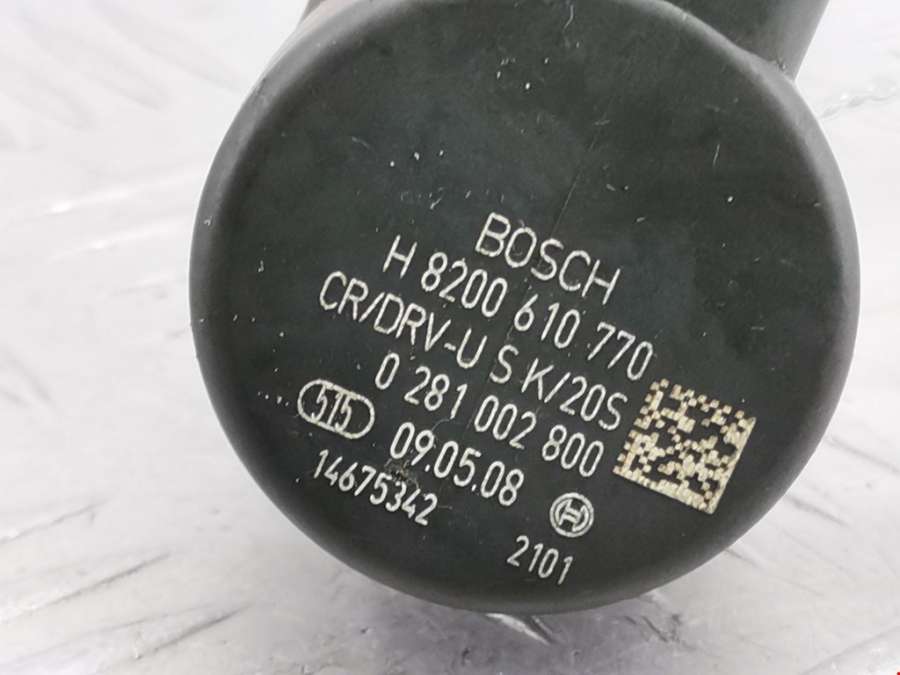 BOSCH
H 8200 610 770
CR/DRV-U S K/20S
0 281 002 800
515 09.05.08
14675342 2101